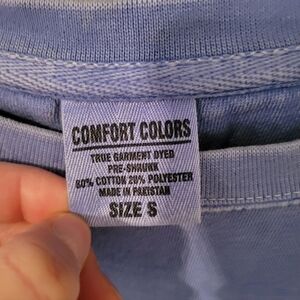 COMFORT COLORS
TRUE GARMENT DYED
PRE-SHRUNK
80% COTTON 20% POLYESTER
MADE IN PAKISTAN
SIZE S